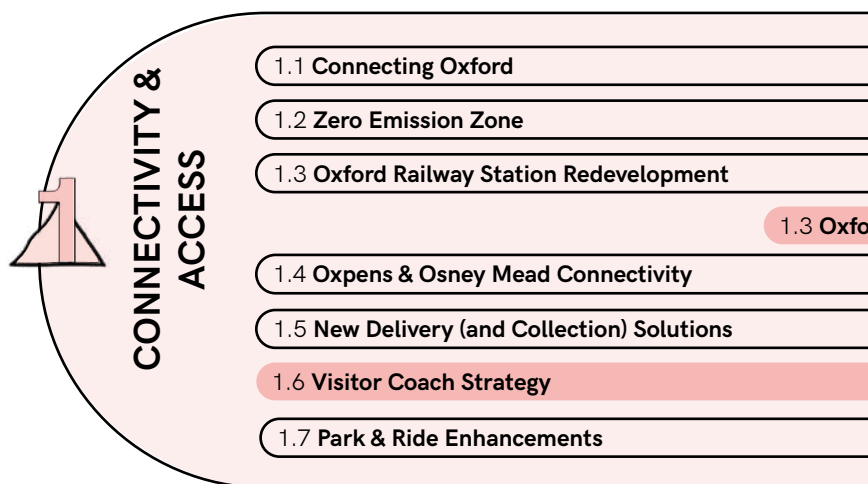 1
CONNECTIVITY &
ACCESS
1.1 Connecting Oxford
1.2 Zero Emission Zone
1.3 Oxford Railway Station Redevelopment
1.3 Oxfo
1.4 Oxpens & Osney Mead Connectivity
1.5 New Delivery (and Collection) Solutions
1.6 Visitor Coach Strategy
1.7 Park & Ride Enhancements